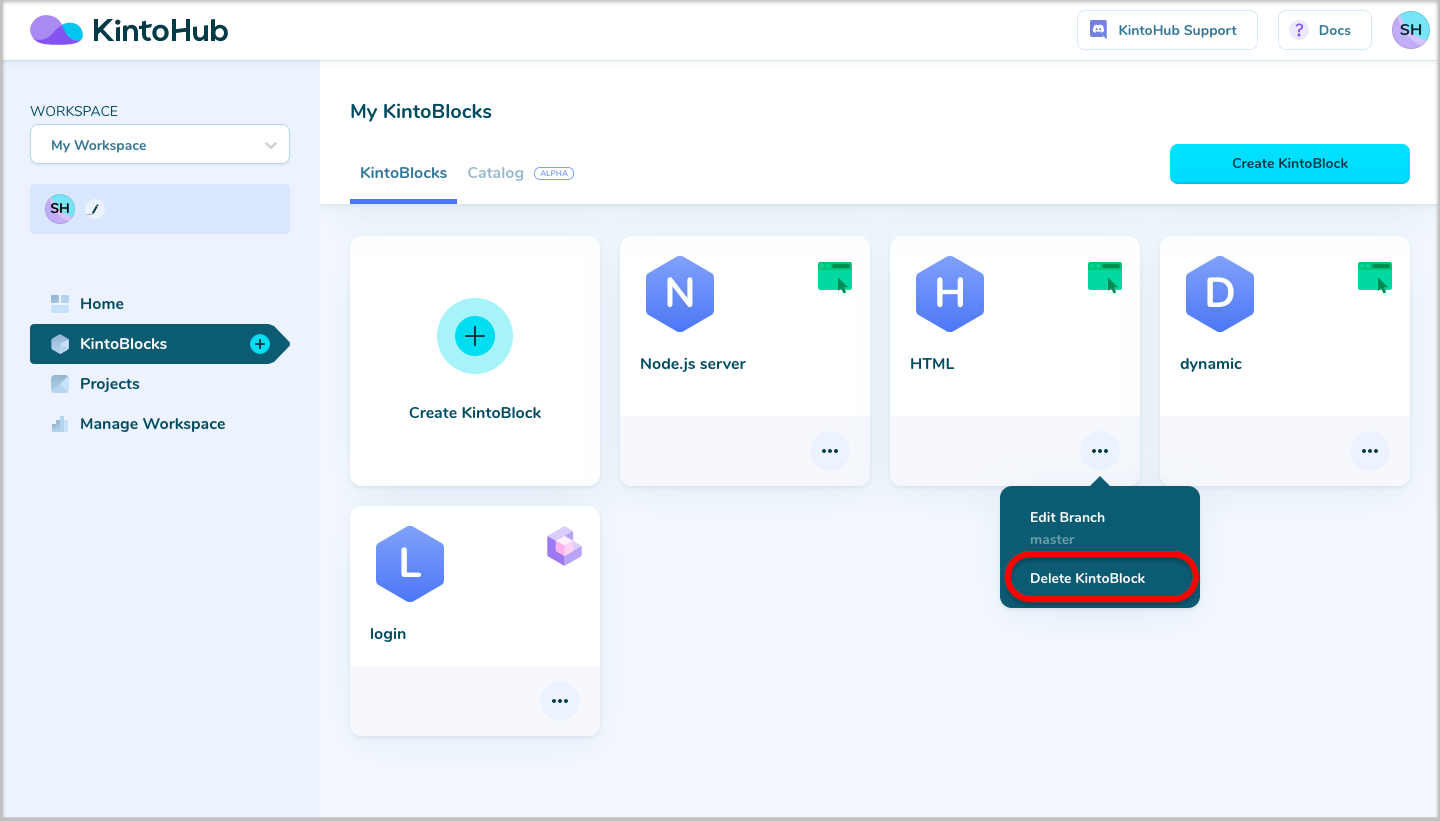 KintoHub
KintoHub Support
? Docs
SH
WORKSPACE
My Workspace
SH
Home
KintoBlocks
Projects
Manage Workspace
My KintoBlocks
KintoBlocks
Catalog
ALPHA
Create KintoBlock
Create KintoBlock
N
Node.js server
H
HTML
D
dynamic
L
login
Edit Branch
master
Delete KintoBlock